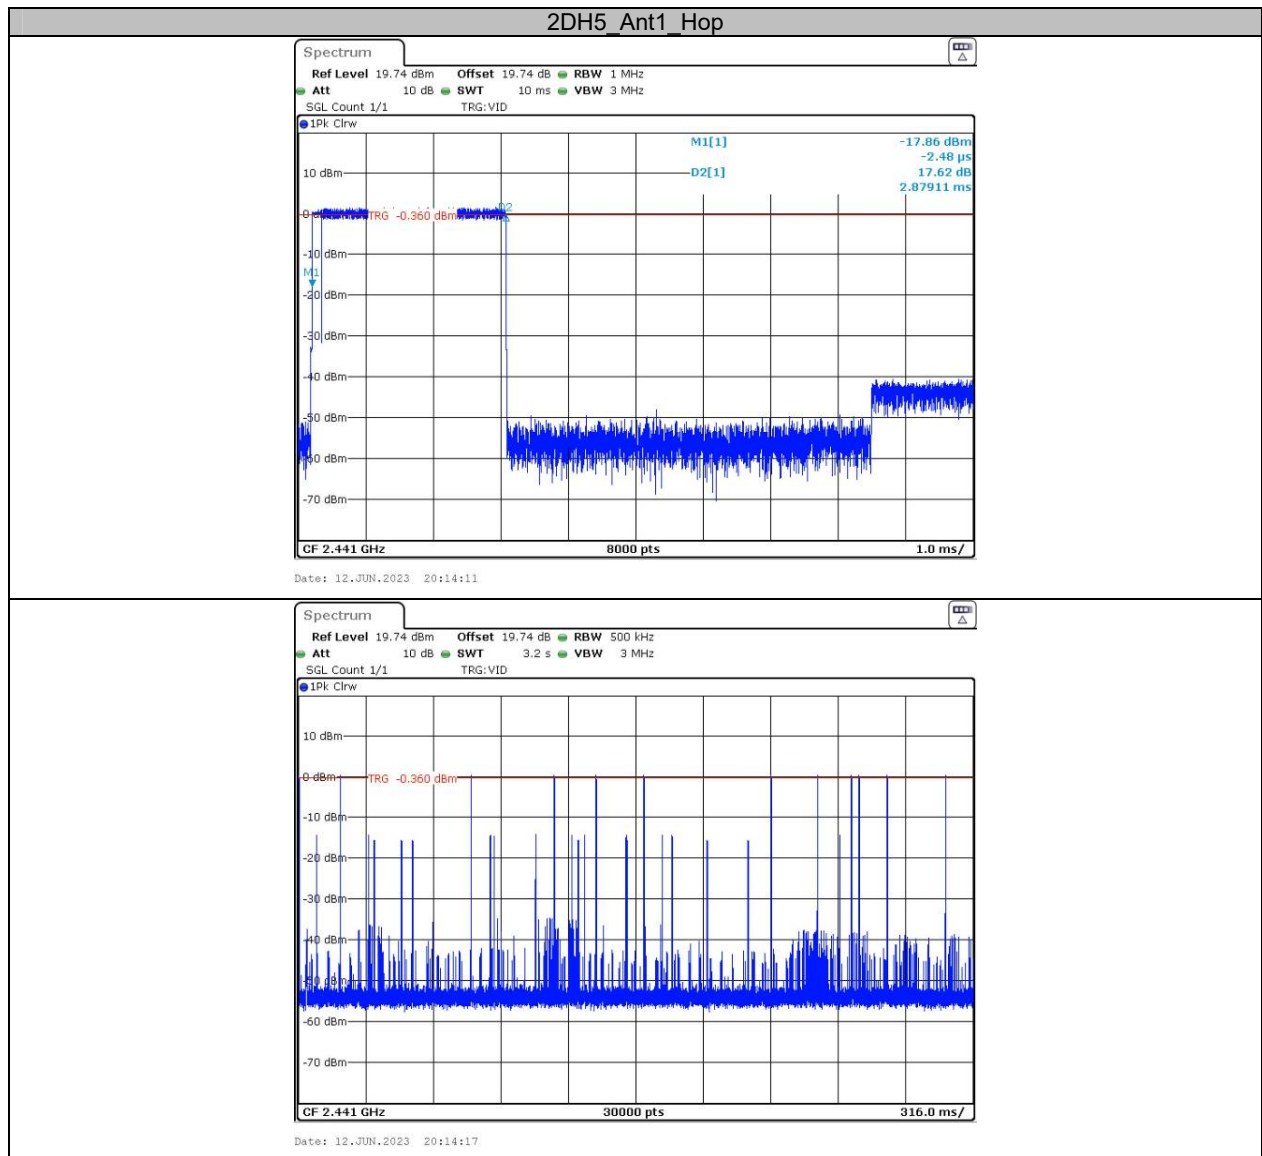 2DH5_Ant1_Hop
Spectrum
Ref Level 19.74 dBm Offset 19.74 dB RBW 1 MHz
Att 10 dB SWT 10 ms VBW 3 MHz
SGL Count 1/1 TRG:VID
1Pk Clrw
M1[1] -17.86 dBm
-2.48 µs
D2[1] 17.62 dB
2.87911 ms
10 dBm
D2
TRG -0.360 dBm
-10 dBm
M1
-20 dBm
-30 dBm
-40 dBm
-50 dBm
-60 dBm
-70 dBm
CF 2.441 GHz 8000 pts 1.0 ms/
Date: 12.JUN.2023 20:14:11
Spectrum
Ref Level 19.74 dBm Offset 19.74 dB RBW 500 kHz
Att 10 dB SWT 3.2 s VBW 3 MHz
SGL Count 1/1 TRG:VID
1Pk Clrw
10 dBm
0 dBm TRG -0.360 dBm
-10 dBm
-20 dBm
-30 dBm
-40 dBm
-50 dBm
-60 dBm
-70 dBm
CF 2.441 GHz 30000 pts 316.0 ms/
Date: 12.JUN.2023 20:14:17